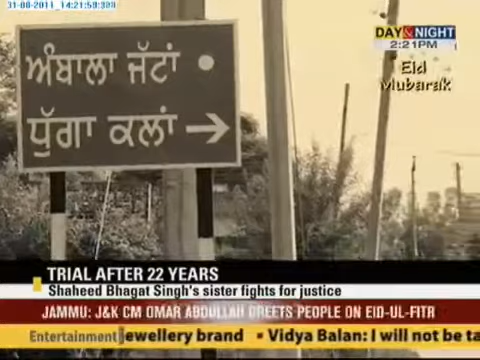 31-08-2011, 14:21:59:388
DAY&NIGHT
2:21PM
Eid
Mubarak
ਅੰਬਾਲਾ ਜੱਟਾਂ
ਧੁੱਗਾ ਕਲਾਂ
TRIAL AFTER 22 YEARS
Shaheed Bhagat Singh's sister fights for justice
JAMMU: J&K CM OMAR ABDULLAH GREETS PEOPLE ON EID-UL-FITR
Entertainment jewellery brand • Vidya Balan: I will not be ta